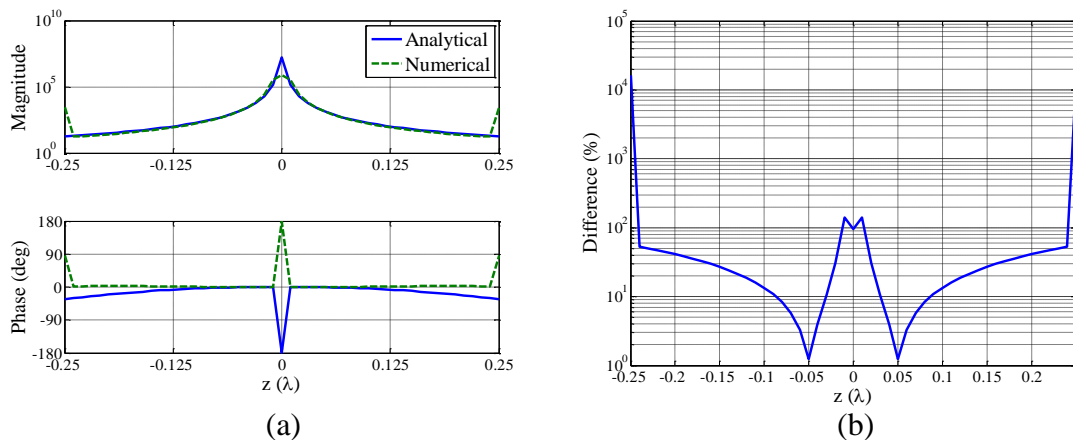 Magnitude
10^10
10^5
10^0
Analytical
Numerical
-0.25 -0.125 0 0.125 0.25
Phase (deg)
180
90
0
-90
-180
-0.25 -0.125 0 0.125 0.25
z (λ)
(a)
Difference (%)
10^5
10^4
10^3
10^2
10^1
10^0
-0.25 -0.2 -0.15 -0.1 -0.05 0 0.05 0.1 0.15 0.2
z (λ)
(b)